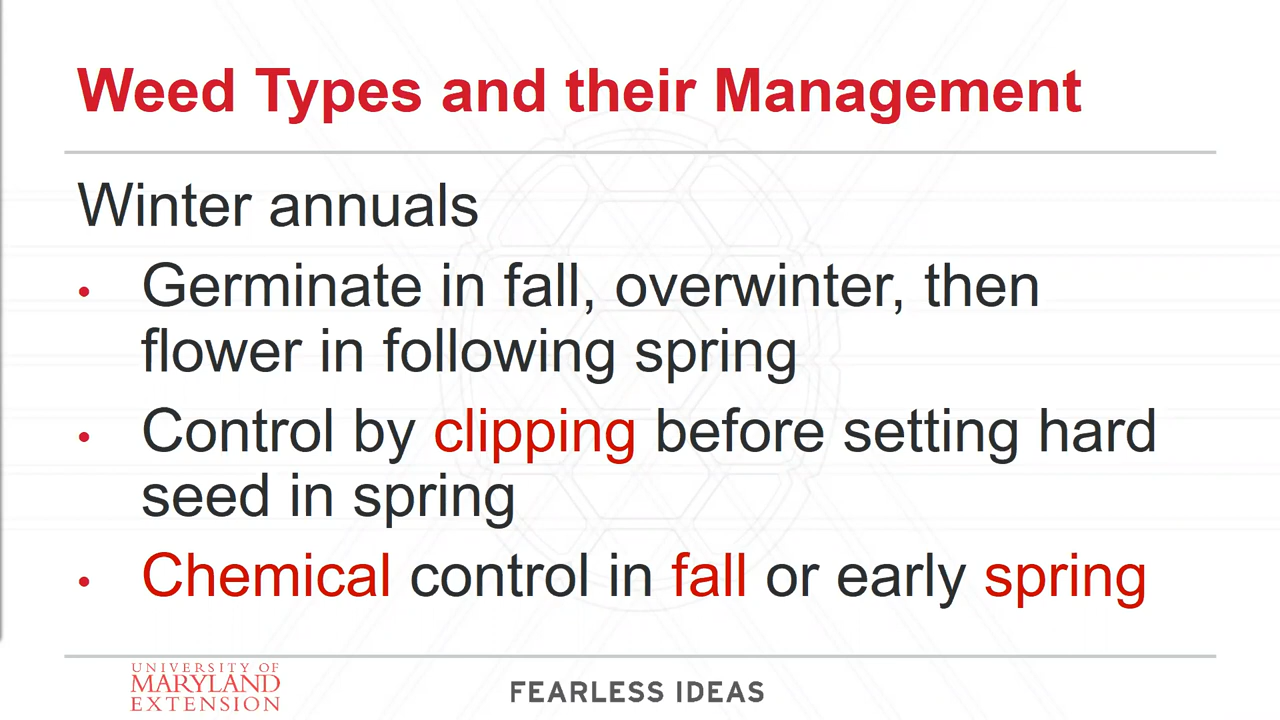 Weed Types and their Management
Winter annuals
• Germinate in fall, overwinter, then
flower in following spring
• Control by clipping before setting hard
seed in spring
• Chemical control in fall or early spring
UNIVERSITY OF
MARYLAND
EXTENSION
FEARLESS IDEAS